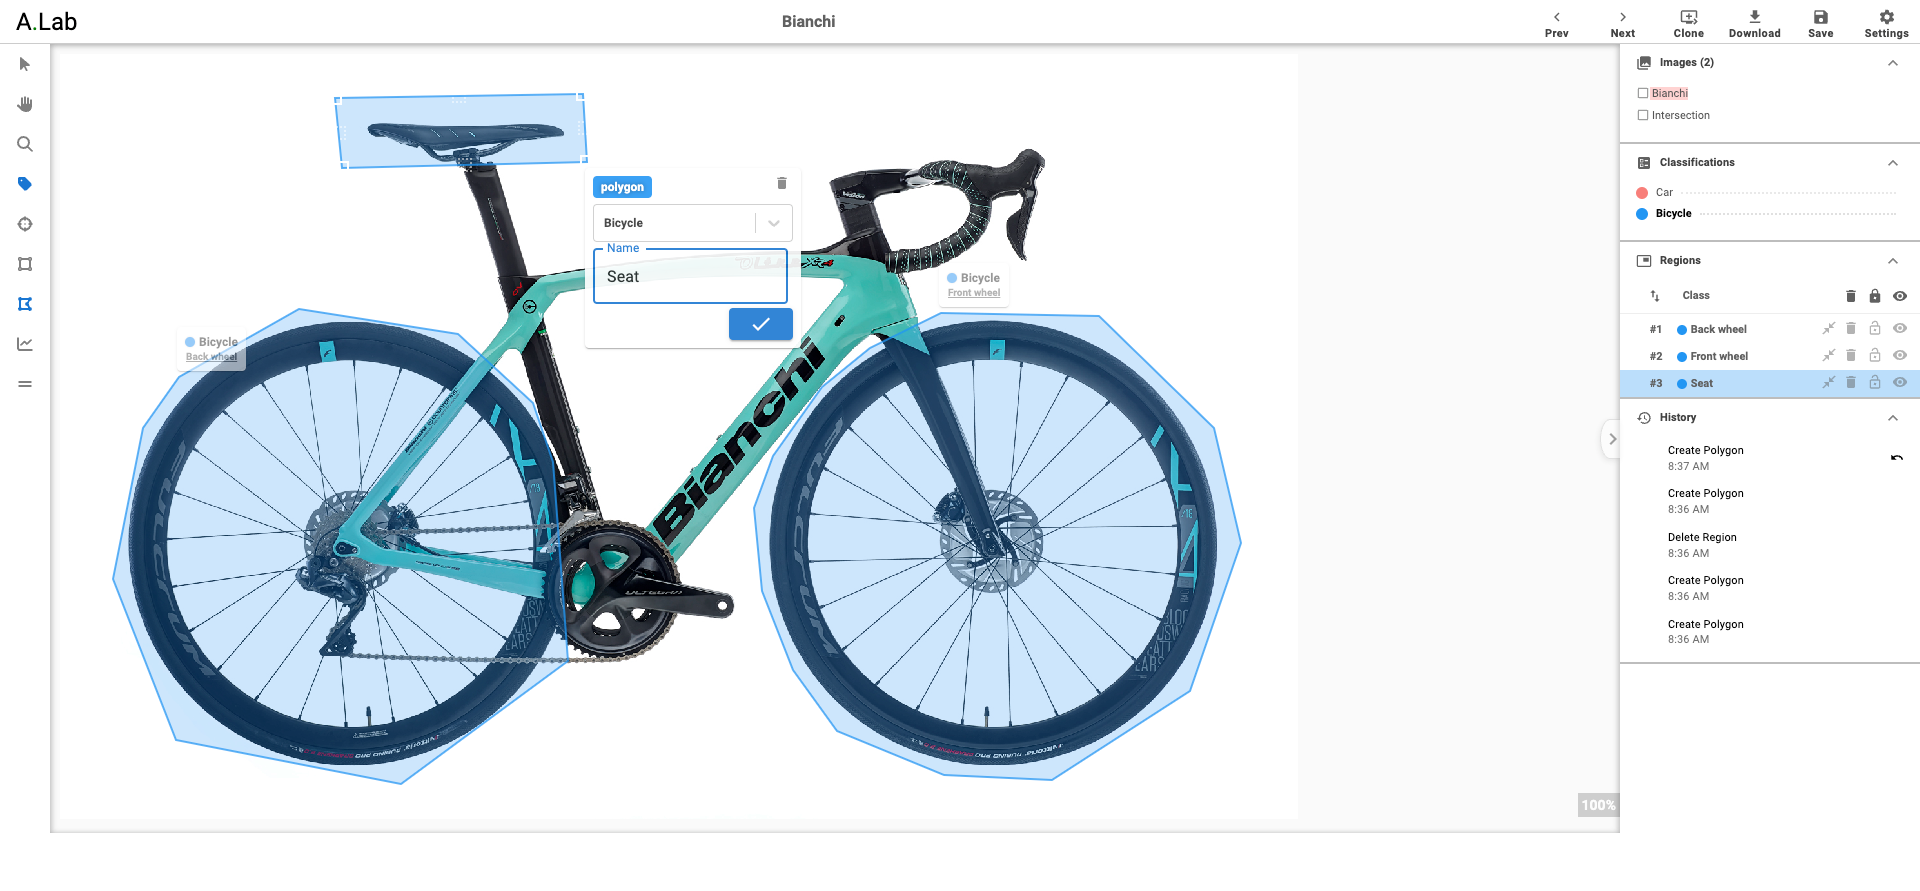 A.Lab
Bianchi
Prev
Next
Clone
Download
Save
Settings
Images (2)
Bianchi
Intersection
Classifications
Car
Bicycle
Regions
Class
#1 Back wheel
#2 Front wheel
#3 Seat
History
Create Polygon
8:37 AM
Create Polygon
8:36 AM
Delete Region
8:36 AM
Create Polygon
8:36 AM
Create Polygon
8:36 AM
polygon
Bicycle
Name
Seat
Bicycle
Front wheel
Bicycle
Back wheel
Bianchi
100%